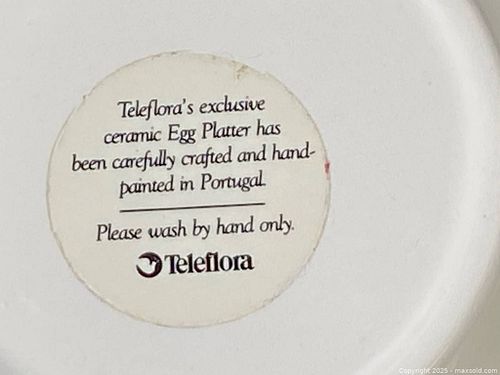 Teleflora's exclusive
ceramic Egg Platter has
been carefully crafted and hand-
painted in Portugal.
Please wash by hand only.
Teleflora
Copyright 2025 - maxsold.com